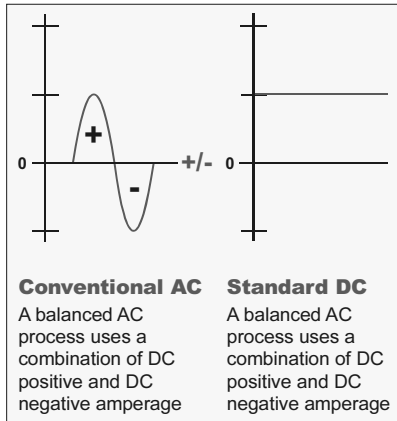 0
+
-
+/-
0
Conventional AC
A balanced AC
process uses a
combination of DC
positive and DC
negative amperage
Standard DC
A balanced AC
process uses a
combination of DC
positive and DC
negative amperage